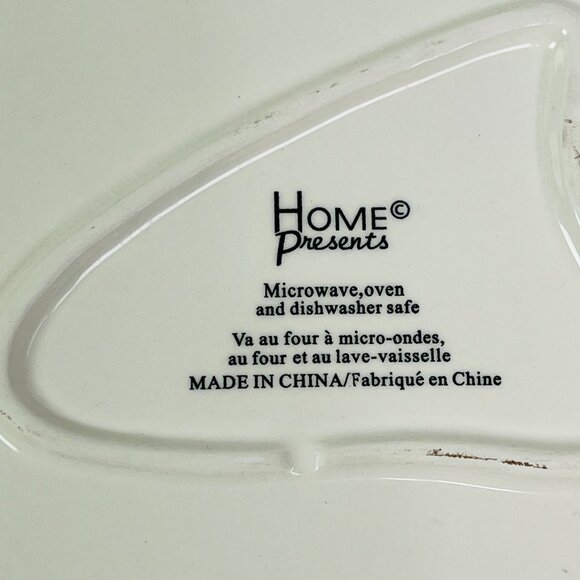 HOME©
Presents
Microwave,oven
and dishwasher safe
Va au four à micro-ondes,
au four et au lave-vaisselle
MADE IN CHINA/Fabriqué en Chine